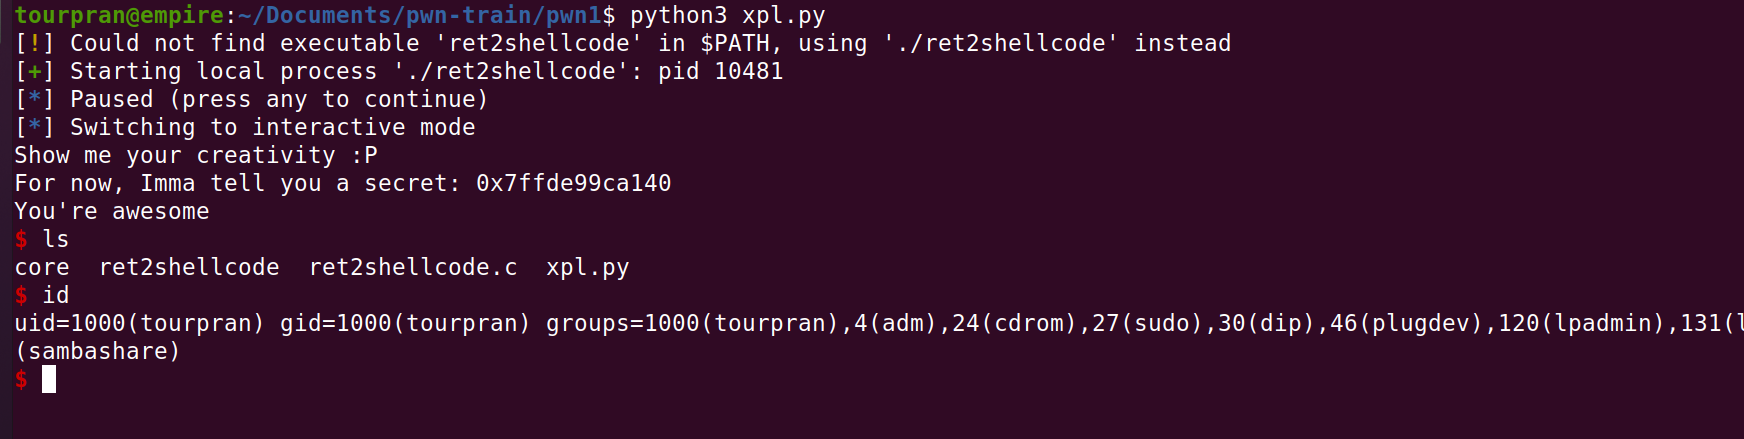 tourpran@empire:~/Documents/pwn-train/pwn1$ python3 xpl.py
[!] Could not find executable 'ret2shellcode' in $PATH, using './ret2shellcode' instead
[+] Starting local process './ret2shellcode': pid 10481
[*] Paused (press any to continue)
[*] Switching to interactive mode
Show me your creativity :P
For now, Imma tell you a secret: 0x7ffde99ca140
You're awesome
$ ls
core  ret2shellcode  ret2shellcode.c  xpl.py
$ id
uid=1000(tourpran) gid=1000(tourpran) groups=1000(tourpran),4(adm),24(cdrom),27(sudo),30(dip),46(plugdev),120(lpadmin),131(l
(sambashare)
$